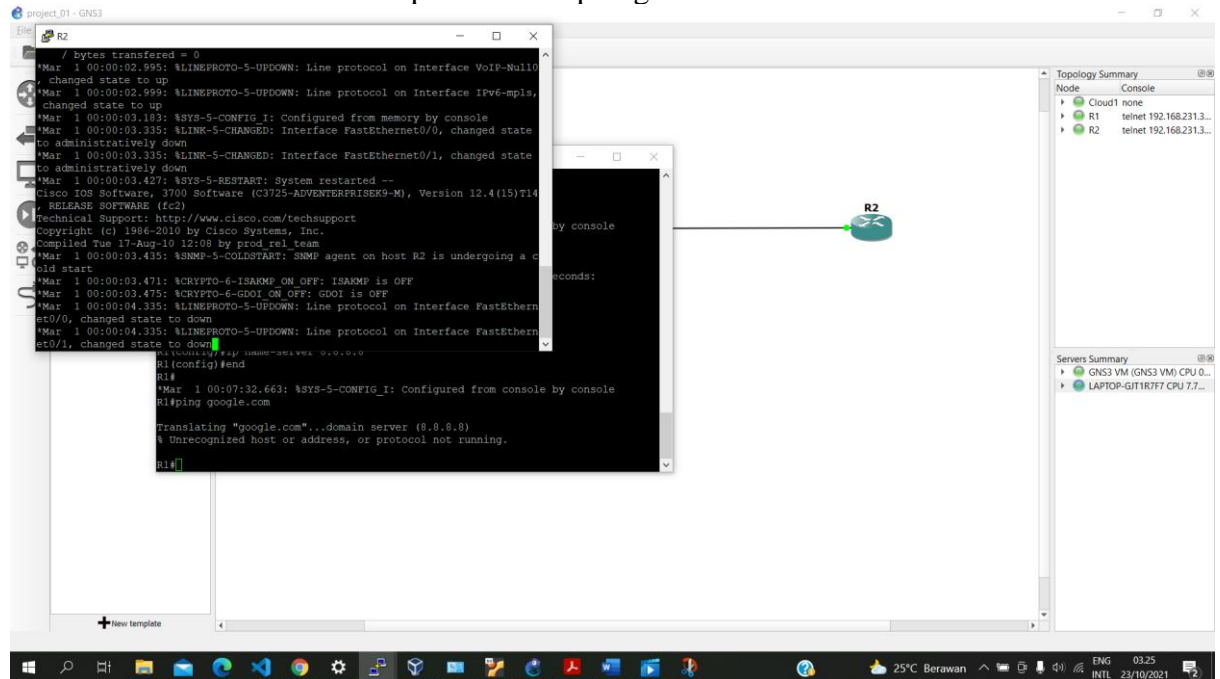 project_01 - GNS3
R2
/ bytes transfered = 0
*Mar 1 00:00:02.995: %LINEPROTO-5-UPDOWN: Line protocol on Interface VoIP-Null0
, changed state to up
*Mar 1 00:00:02.999: %LINEPROTO-5-UPDOWN: Line protocol on Interface IPv6-mpls,
changed state to up
*Mar 1 00:00:03.183: %SYS-5-CONFIG_I: Configured from memory by console
*Mar 1 00:00:03.335: %LINK-5-CHANGED: Interface FastEthernet0/0, changed state
to administratively down
*Mar 1 00:00:03.335: %LINK-5-CHANGED: Interface FastEthernet0/1, changed state
to administratively down
*Mar 1 00:00:03.427: %SYS-5-RESTART: System restarted --
Cisco IOS Software, 3700 Software (C3725-ADVENTERPRISEK9-M), Version 12.4(15)T14
, RELEASE SOFTWARE (fc2)
Technical Support: http://www.cisco.com/techsupport
Copyright (c) 1986-2010 by Cisco Systems, Inc.
Compiled Tue 17-Aug-10 12:08 by prod_rel_team
*Mar 1 00:00:03.435: %SNMP-5-COLDSTART: SNMP agent on host R2 is undergoing a c
old start
*Mar 1 00:00:03.471: %CRYPTO-6-ISAKMP_ON_OFF: ISAKMP is OFF
*Mar 1 00:00:03.475: %CRYPTO-6-GDOI_ON_OFF: GDOI is OFF
*Mar 1 00:00:04.335: %LINEPROTO-5-UPDOWN: Line protocol on Interface FastEthern
et0/0, changed state to down
*Mar 1 00:00:04.335: %LINEPROTO-5-UPDOWN: Line protocol on Interface FastEthern
et0/1, changed state to down
by console
econds:
R1(config)#ip name-server 8.8.8.8
R1(config)#end
R1#
*Mar 1 00:07:32.663: %SYS-5-CONFIG_I: Configured from console by console
R1#ping google.com
Translating "google.com"...domain server (8.8.8.8)
% Unrecognized host or address, or protocol not running.
R1#
R2
Topology Summary
Node Console
Cloud1 none
R1 telnet 192.168.231.3...
R2 telnet 192.168.231.3...
Servers Summary
GNS3 VM (GNS3 VM) CPU 0...
LAPTOP-GJT1R7F7 CPU 7.7...
New template
25°C Berawan
ENG
INTL
03.25
23/10/2021